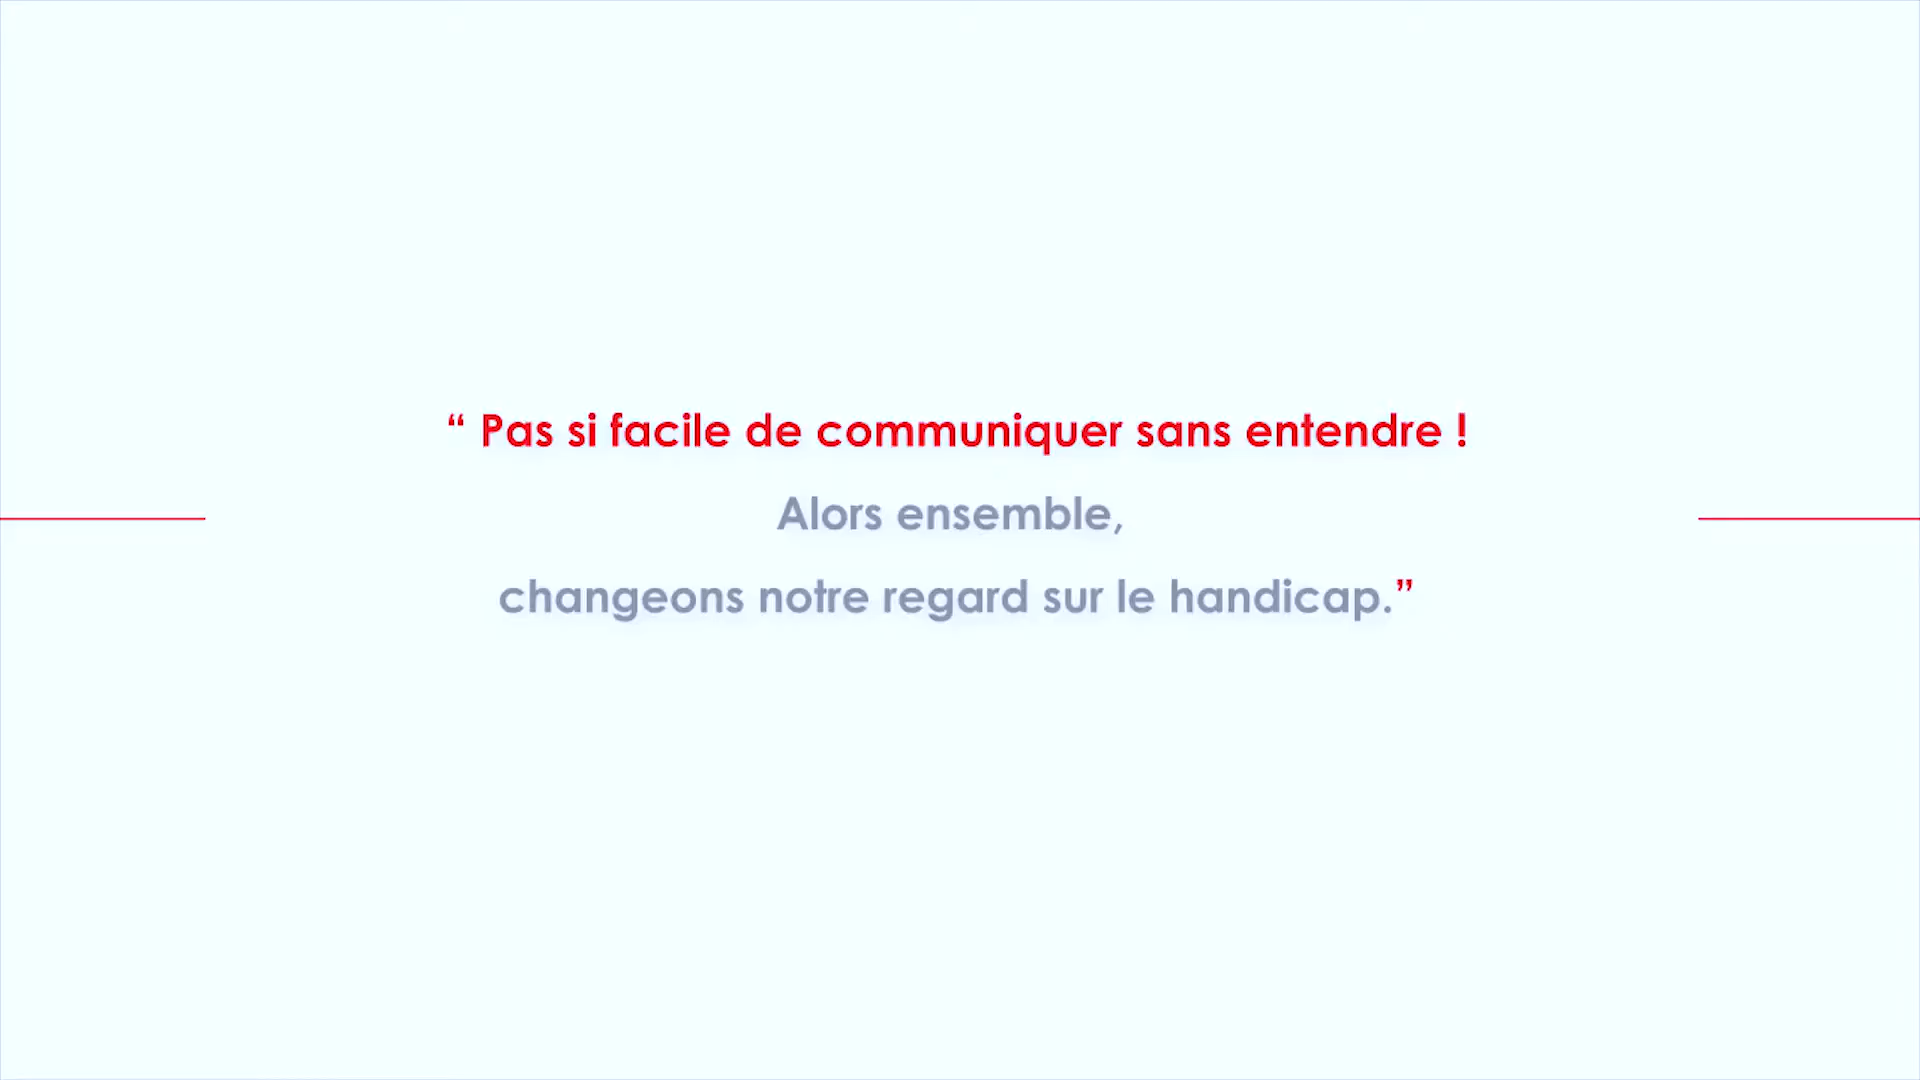 “ Pas si facile de communiquer sans entendre !
Alors ensemble,
changeons notre regard sur le handicap.”